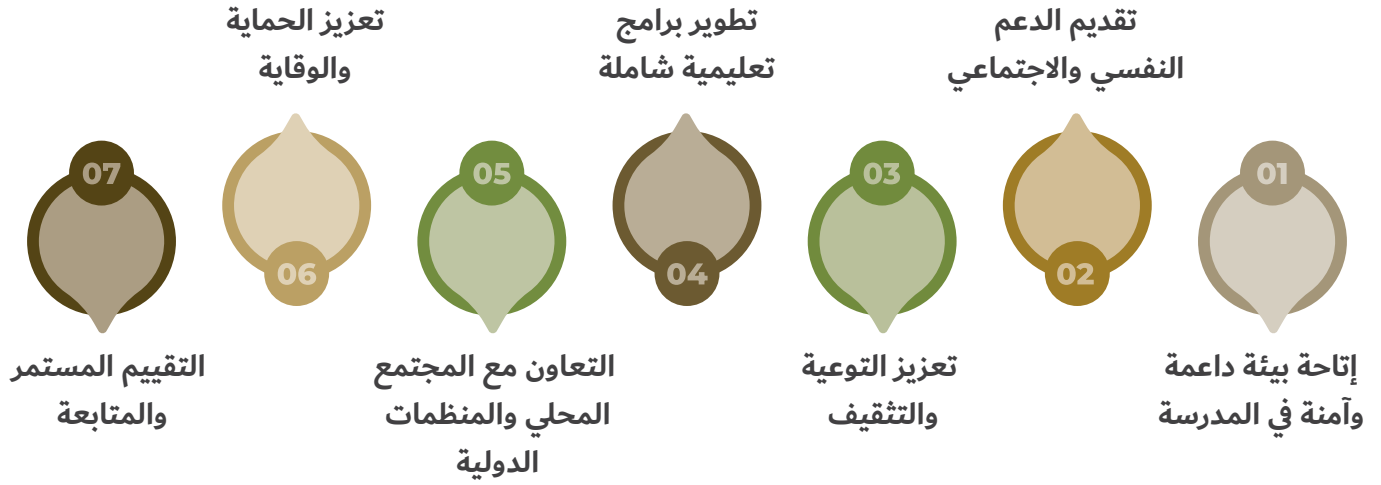 01
إتاحة بيئة داعمة
وآمنة في المدرسة
تقديم الدعم
النفسي والاجتماعي
02
03
تعزيز التوعية
والتثقيف
تطوير برامج
تعليمية شاملة
04
05
التعاون مع المجتمع
المحلي والمنظمات
الدولية
تعزيز الحماية
والوقاية
06
07
التقييم المستمر
والمتابعة